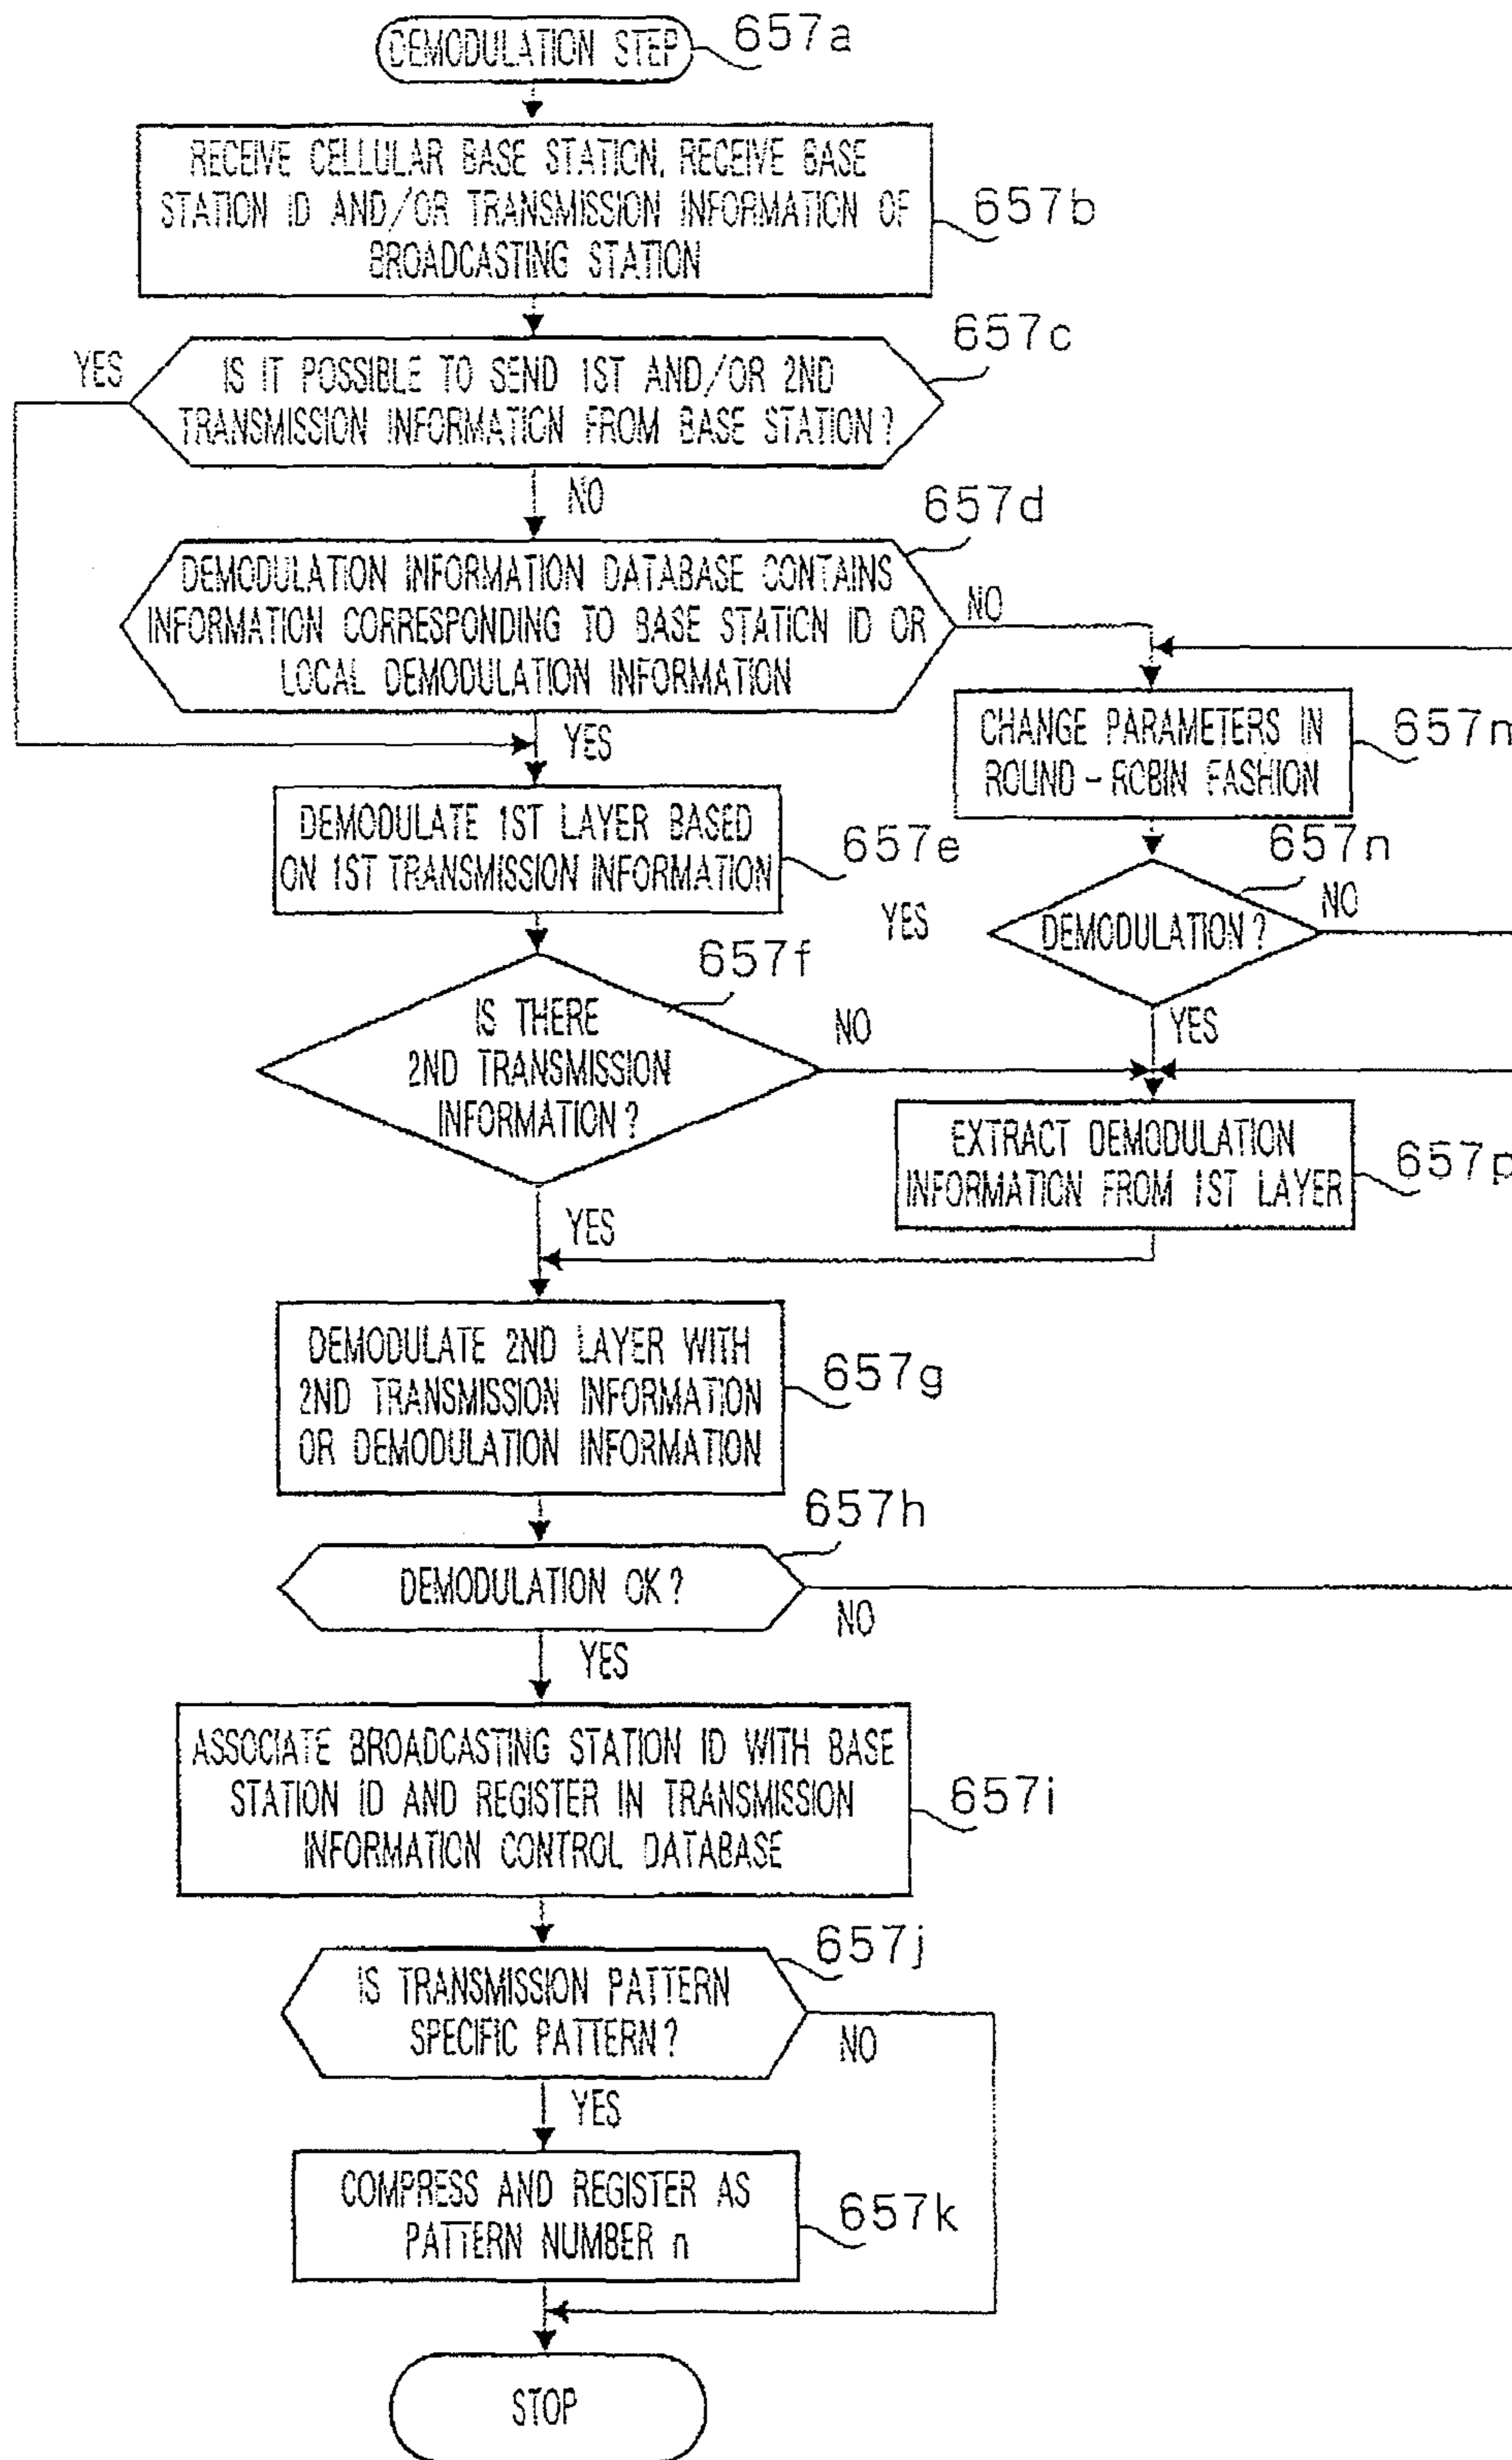 DEMODULATION STEP
657a
RECEIVE CELLULAR BASE STATION, RECEIVE BASE
STATION ID AND/OR TRANSMISSION INFORMATION OF
BROADCASTING STATION
657b
657c
YES
IS IT POSSIBLE TO SEND 1ST AND/OR 2ND
TRANSMISSION INFORMATION FROM BASE STATION?
NO
657d
DEMODULATION INFORMATION DATABASE CONTAINS
INFORMATION CORRESPONDING TO BASE STATION ID OR
LOCAL DEMODULATION INFORMATION
NO
YES
CHANGE PARAMETERS IN
ROUND-ROBIN FASHION
657m
DEMODULATE 1ST LAYER BASED
ON 1ST TRANSMISSION INFORMATION
657e
657n
YES
DEMODULATION?
NO
657f
IS THERE
2ND TRANSMISSION
INFORMATION?
NO
YES
EXTRACT DEMODULATION
INFORMATION FROM 1ST LAYER
657p
YES
DEMODULATE 2ND LAYER WITH
2ND TRANSMISSION INFORMATION
OR DEMODULATION INFORMATION
657g
657h
DEMODULATION OK?
NO
YES
ASSOCIATE BROADCASTING STATION ID WITH BASE
STATION ID AND REGISTER IN TRANSMISSION
INFORMATION CONTROL DATABASE
657i
657j
IS TRANSMISSION PATTERN
SPECIFIC PATTERN?
NO
YES
COMPRESS AND REGISTER AS
PATTERN NUMBER n
657k
STOP